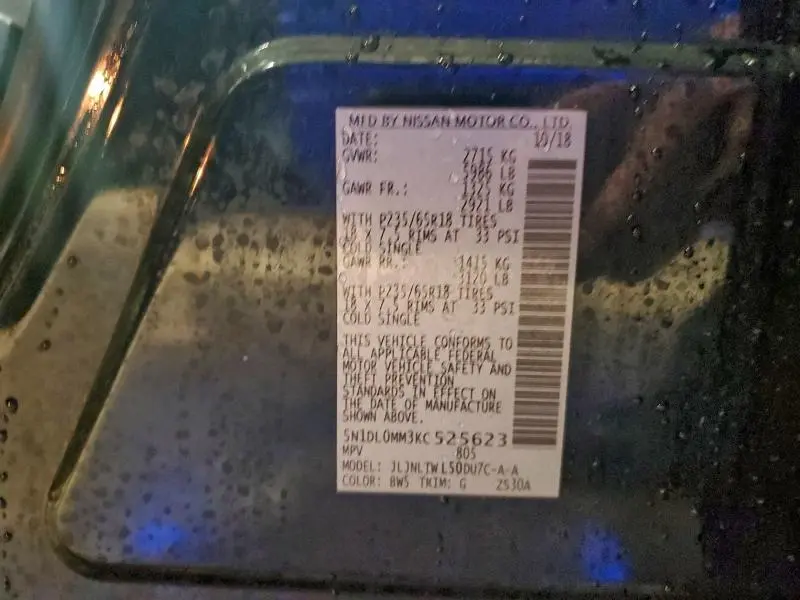 MFD BY NISSAN MOTOR CO., LTD
DATE: 10/18
GVWR: 2715 KG
5986 LB
GAWR FR.: 1325 KG
2921 LB
WITH P235/65R18 TIRES
18 X 7.5 RIMS AT 33 PSI
COLD SINGLE
GAWR RR.: 1415 KG
3120 LB
WITH P235/65R18 TIRES
18 X 7.5 RIMS AT 33 PSI
COLD SINGLE
THIS VEHICLE CONFORMS TO
ALL APPLICABLE FEDERAL
MOTOR VEHICLE SAFETY AND
THEFT PREVENTION
STANDARDS IN EFFECT ON
THE DATE OF MANUFACTURE
SHOWN ABOVE.
5N1DL0MM3KC525623
MPV 805
MODEL: JLJNLTWL50DU7C-A-A
COLOR: BW5 TRIM: G 2530A